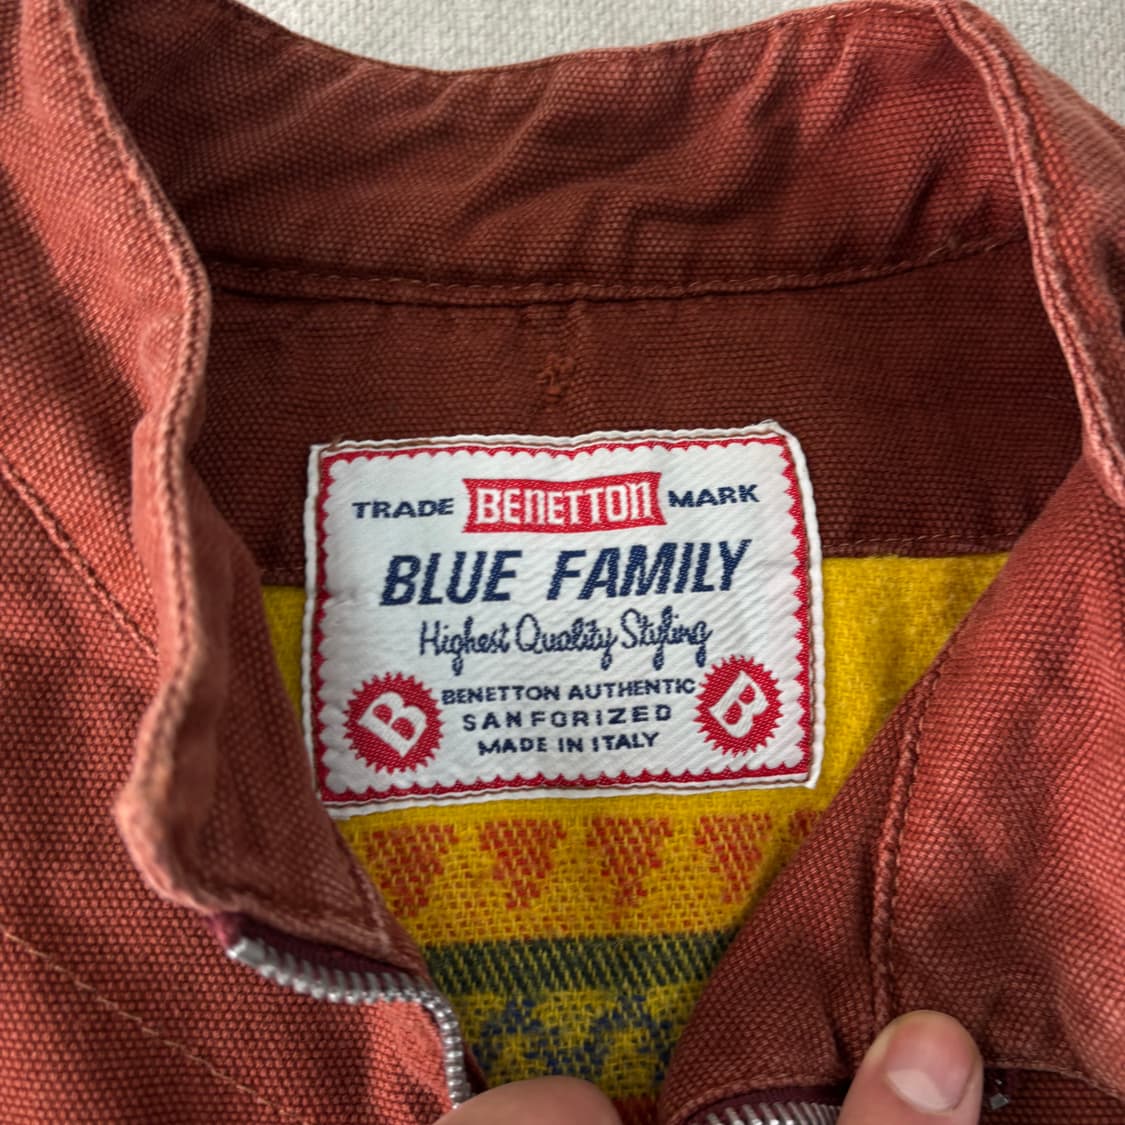 TRADE BENETTON MARK
BLUE FAMILY
Highest Quality Styling
B BENETTON AUTHENTIC B
SANFORIZED
MADE IN ITALY